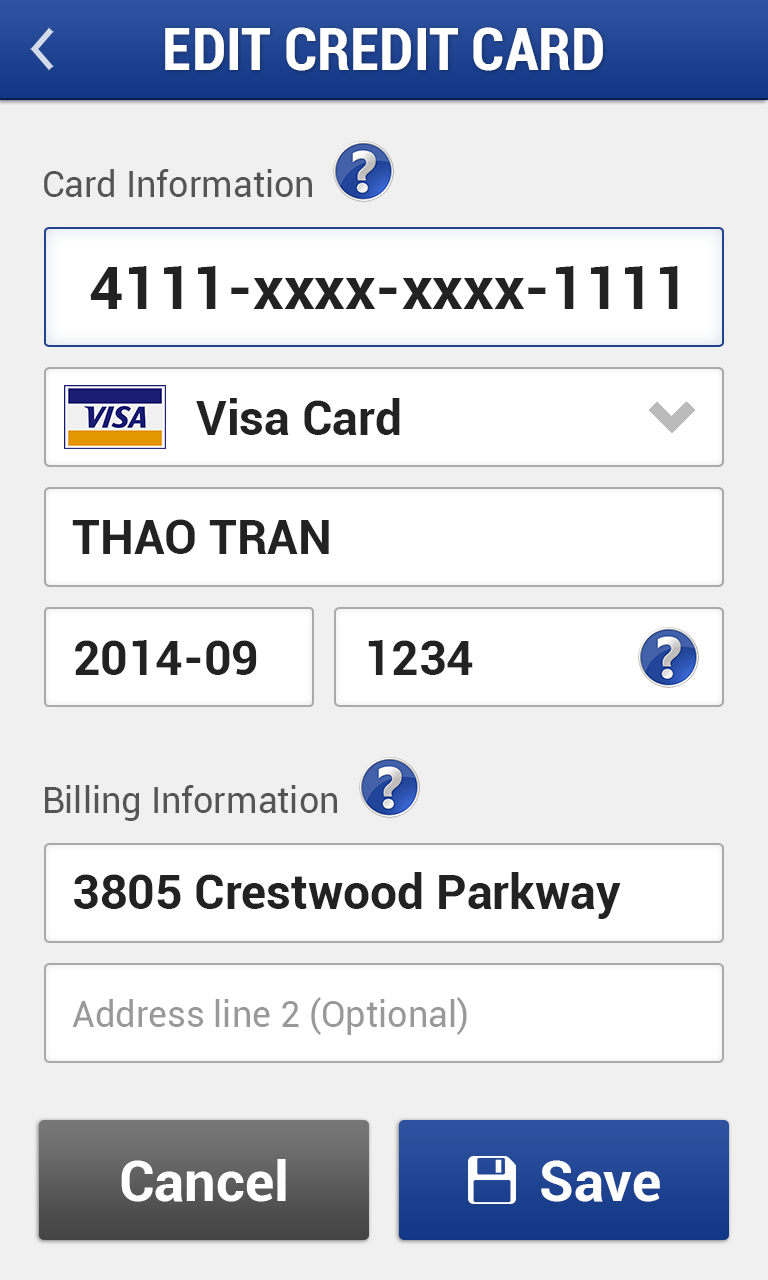 EDIT CREDIT CARD
Card Information ?
4111-xxxx-xxxx-1111
VISA Visa Card
THAO TRAN
2014-09 1234 ?
Billing Information ?
3805 Crestwood Parkway
Address line 2 (Optional)
Cancel Save